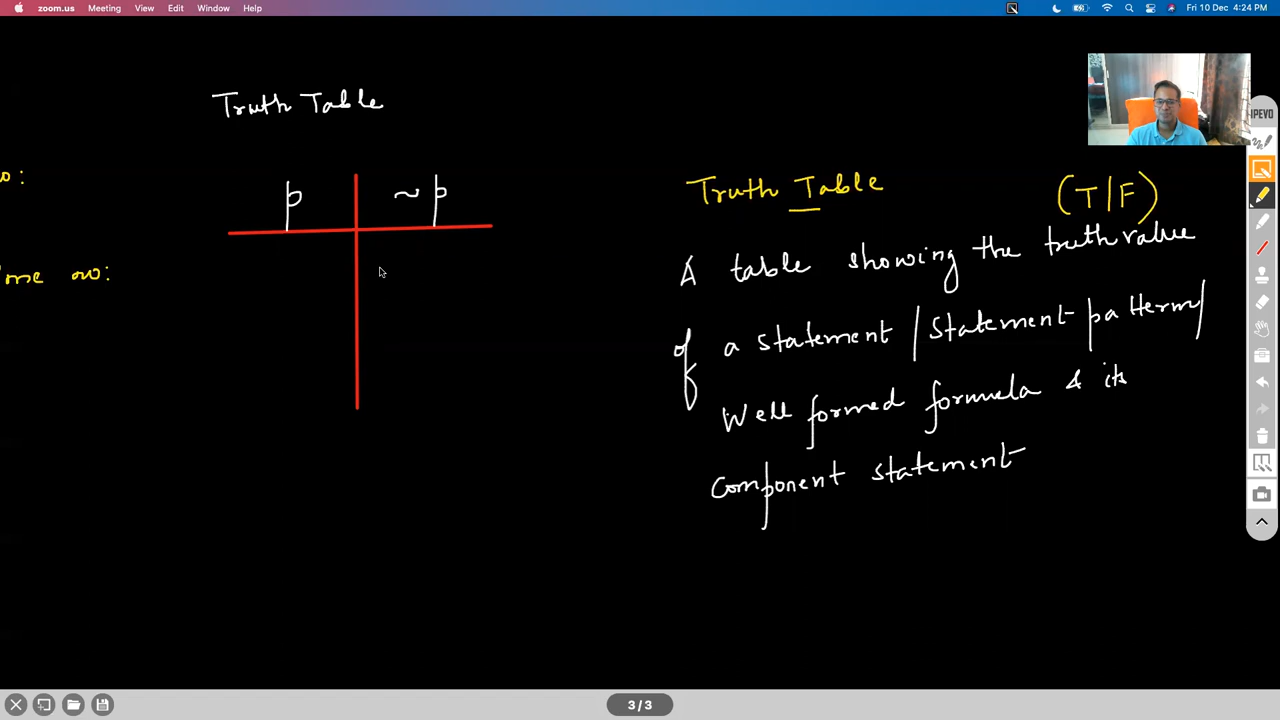 zoom.us Meeting View Edit Window Help
Fri 10 Dec 4:24 PM
Truth Table
p ~p
Truth Table (T/F)
A table showing the truth value
of a statement / Statement pattern /
Well formed formula & its
Component statement
IPEVO
3/3